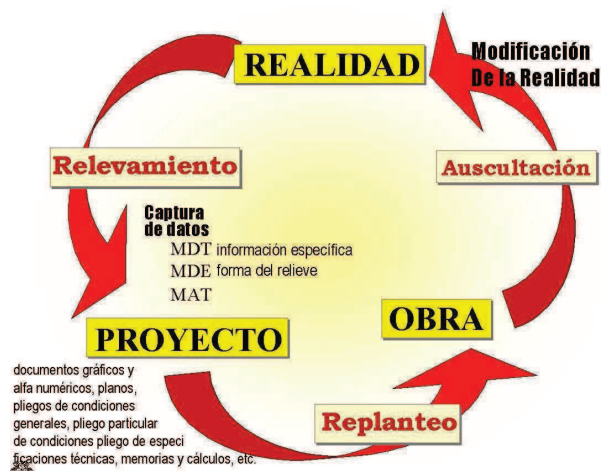 REALIDAD
Modificación
De la Realidad
Relevamiento
Auscultación
Captura
de datos
MDT información específica
MDE forma del relieve
MAT
PROYECTO
OBRA
documentos gráficos y
alfa numéricos, planos,
pliegos de condiciones
generales, pliego particular
de condiciones pliego de especi
ficaciones técnicas, memorias y cálculos, etc.
Replanteo